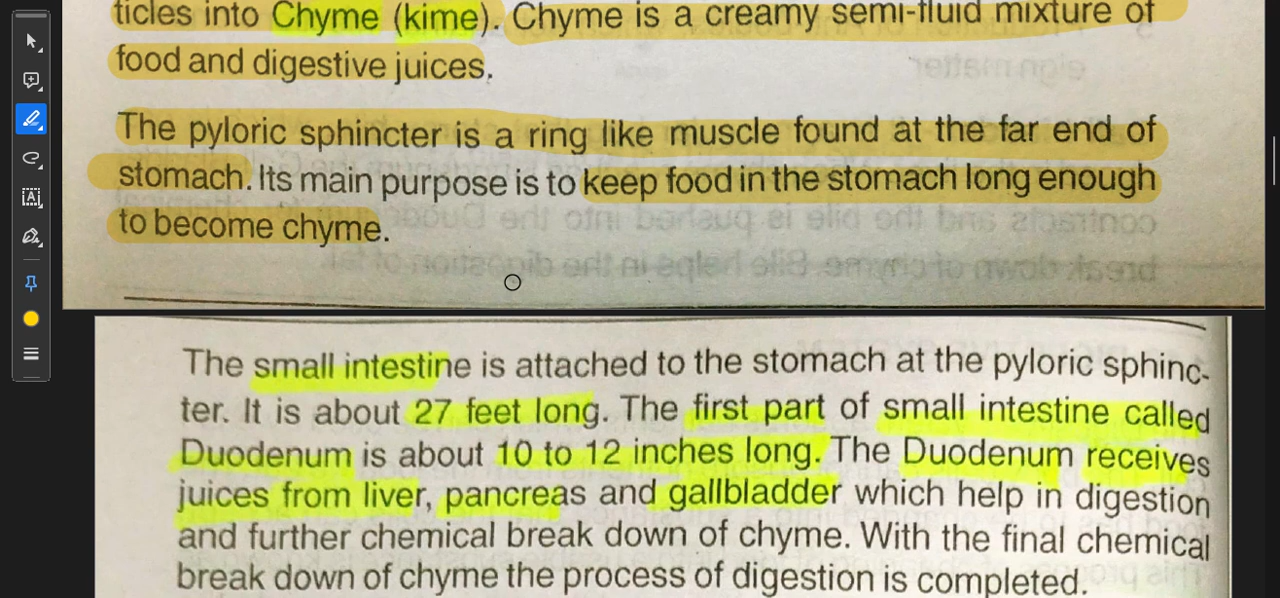 ticles into Chyme (kime). Chyme is a creamy semi-fluid mixture of
food and digestive juices.
The pyloric sphincter is a ring like muscle found at the far end of
stomach. Its main purpose is to keep food in the stomach long enough
to become chyme.
The small intestine is attached to the stomach at the pyloric sphinc-
ter. It is about 27 feet long. The first part of small intestine called
Duodenum is about 10 to 12 inches long. The Duodenum receives
juices from liver, pancreas and gallbladder which help in digestion
and further chemical break down of chyme. With the final chemical
break down of chyme the process of digestion is completed.